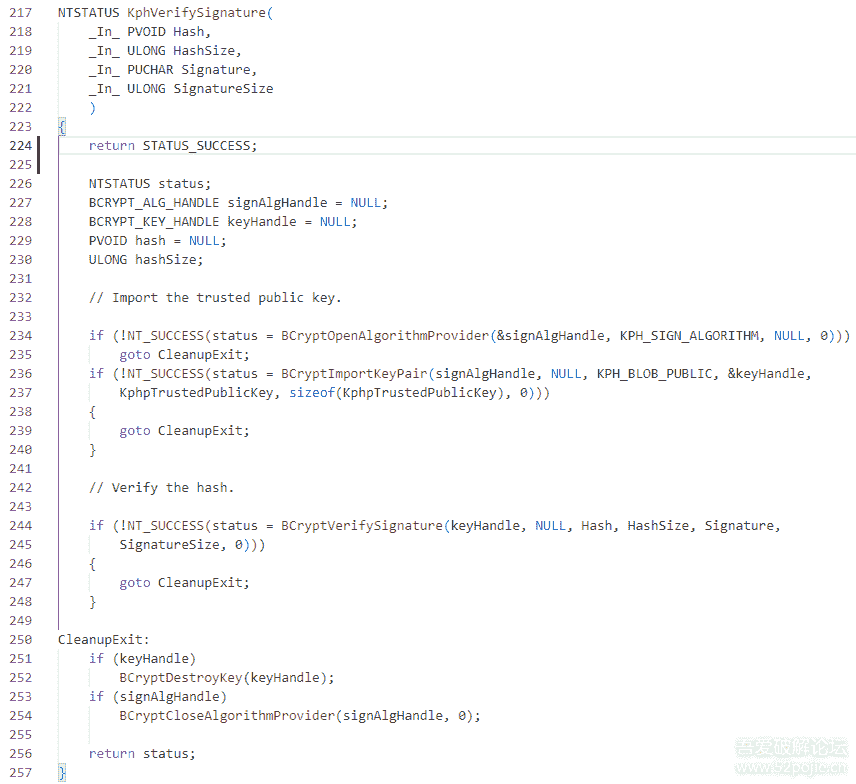 217 NTSTATUS KphVerifySignature(
218     _In_ PVOID Hash,
219     _In_ ULONG HashSize,
220     _In_ PUCHAR Signature,
221     _In_ ULONG SignatureSize
222     )
223 {
224     return STATUS_SUCCESS;
225
226     NTSTATUS status;
227     BCRYPT_ALG_HANDLE signAlgHandle = NULL;
228     BCRYPT_KEY_HANDLE keyHandle = NULL;
229     PVOID hash = NULL;
230     ULONG hashSize;
231
232     // Import the trusted public key.
233
234     if (!NT_SUCCESS(status = BCryptOpenAlgorithmProvider(&signAlgHandle, KPH_SIGN_ALGORITHM, NULL, 0)))
235         goto CleanupExit;
236     if (!NT_SUCCESS(status = BCryptImportKeyPair(signAlgHandle, NULL, KPH_BLOB_PUBLIC, &keyHandle,
237         KphpTrustedPublicKey, sizeof(KphpTrustedPublicKey), 0)))
238     {
239         goto CleanupExit;
240     }
241
242     // Verify the hash.
243
244     if (!NT_SUCCESS(status = BCryptVerifySignature(keyHandle, NULL, Hash, HashSize, Signature,
245         SignatureSize, 0)))
246     {
247         goto CleanupExit;
248     }
249
250 CleanupExit:
251     if (keyHandle)
252         BCryptDestroyKey(keyHandle);
253     if (signAlgHandle)
254         BCryptCloseAlgorithmProvider(signAlgHandle, 0);
255
256     return status;
257 }
吾爱破解论坛
www.52pojie.cn